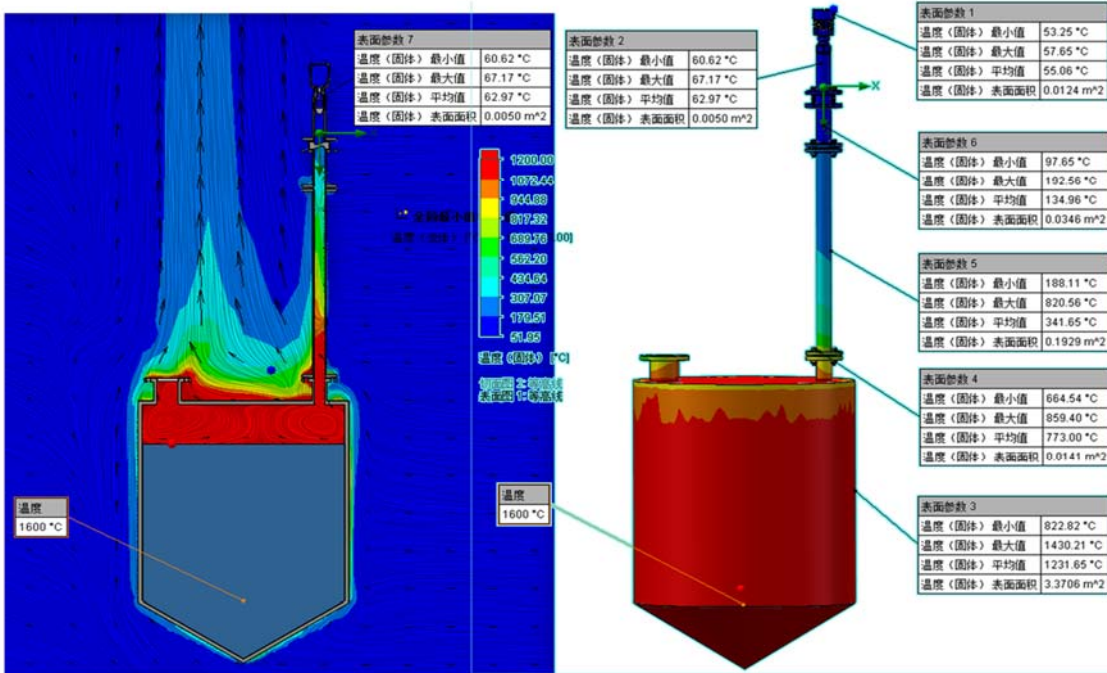 表面参数 7
温度（固体） 最小值 60.62 °C
温度（固体） 最大值 67.17 °C
温度（固体） 平均值 62.97 °C
温度（固体） 表面面积 0.0050 m^2
1200.00
1072.44
944.88
817.32
689.76
562.20
434.64
307.07
179.51
51.95
温度（固体） [°C]
切面图 2: 等高线
表面图 1: 等高线
温度
1600 °C
表面参数 2
温度（固体） 最小值 60.62 °C
温度（固体） 最大值 67.17 °C
温度（固体） 平均值 62.97 °C
温度（固体） 表面面积 0.0050 m^2
X
温度
1600 °C
表面参数 1
温度（固体） 最小值 53.25 °C
温度（固体） 最大值 57.65 °C
温度（固体） 平均值 55.06 °C
温度（固体） 表面面积 0.0124 m^2
表面参数 6
温度（固体） 最小值 97.65 °C
温度（固体） 最大值 192.56 °C
温度（固体） 平均值 134.96 °C
温度（固体） 表面面积 0.0346 m^2
表面参数 5
温度（固体） 最小值 188.11 °C
温度（固体） 最大值 820.56 °C
温度（固体） 平均值 341.65 °C
温度（固体） 表面面积 0.1929 m^2
表面参数 4
温度（固体） 最小值 664.54 °C
温度（固体） 最大值 859.40 °C
温度（固体） 平均值 773.00 °C
温度（固体） 表面面积 0.0141 m^2
表面参数 3
温度（固体） 最小值 822.82 °C
温度（固体） 最大值 1430.21 °C
温度（固体） 平均值 1231.65 °C
温度（固体） 表面面积 3.3706 m^2